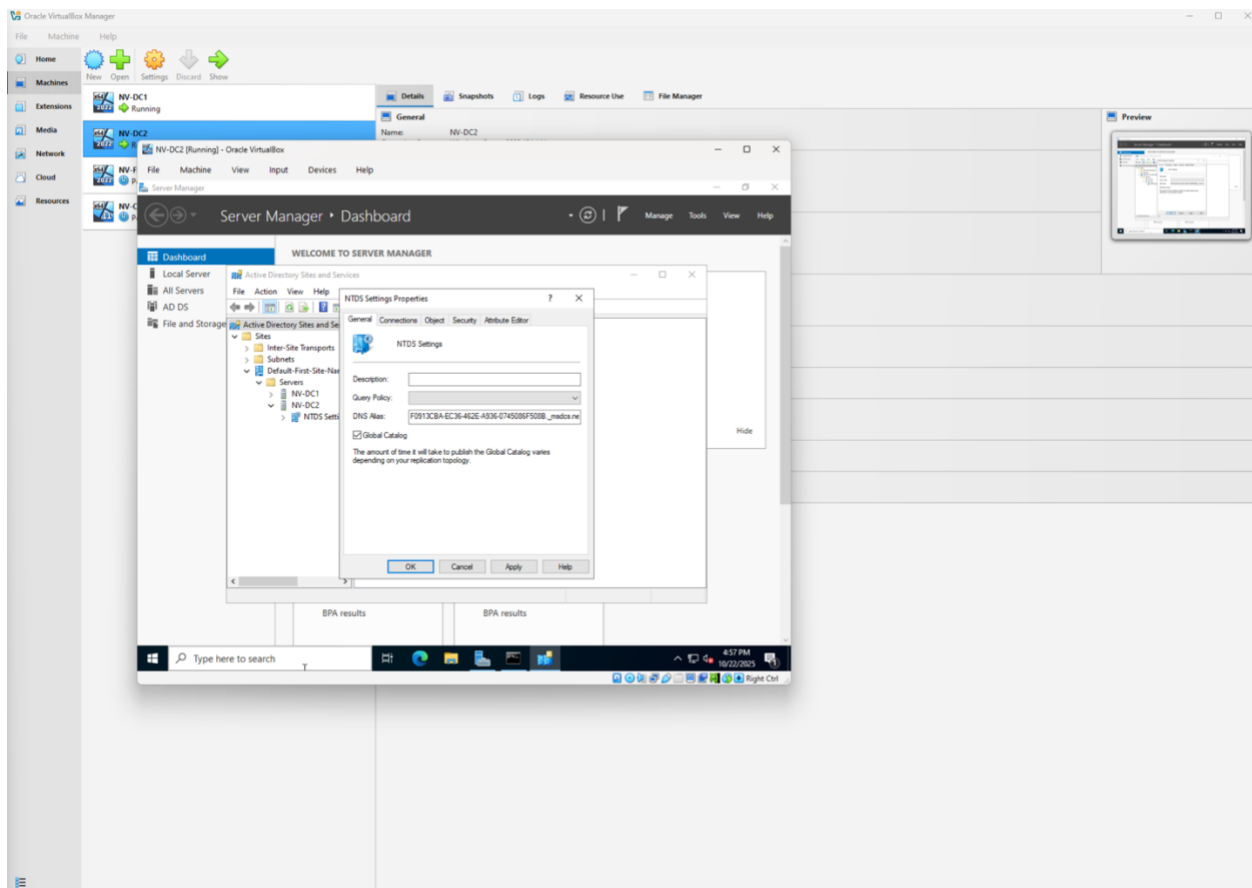 Oracle VirtualBox Manager
File Machine Help
Home
Machines
Extensions
Media
Network
Cloud
Resources
New Open Settings Discard Show
NV-DC1
Running
NV-DC2
NV-F
NV-C
Details Snapshots Logs Resource Use File Manager
General
Name: NV-DC2
Preview
NV-DC2 [Running] - Oracle VirtualBox
File Machine View Input Devices Help
Server Manager
Server Manager • Dashboard
Manage Tools View Help
Dashboard
Local Server
All Servers
AD DS
File and Storage
WELCOME TO SERVER MANAGER
Active Directory Sites and Services
File Action View Help
Active Directory Sites and Se
Sites
Inter-Site Transports
Subnets
Default-First-Site-Nar
Servers
NV-DC1
NV-DC2
NTDS Setti
NTDS Settings Properties
General Connections Object Security Attribute Editor
NTDS Settings
Description:
Query Policy:
DNS Alias: F0913CBA-EC36-462E-A936-0745086F508B._msdcs.ne
Global Catalog
The amount of time it will take to publish the Global Catalog varies
depending on your replication topology.
OK Cancel Apply Help
Hide
BPA results BPA results
Type here to search
4:57 PM
10/22/2025
Right Ctrl